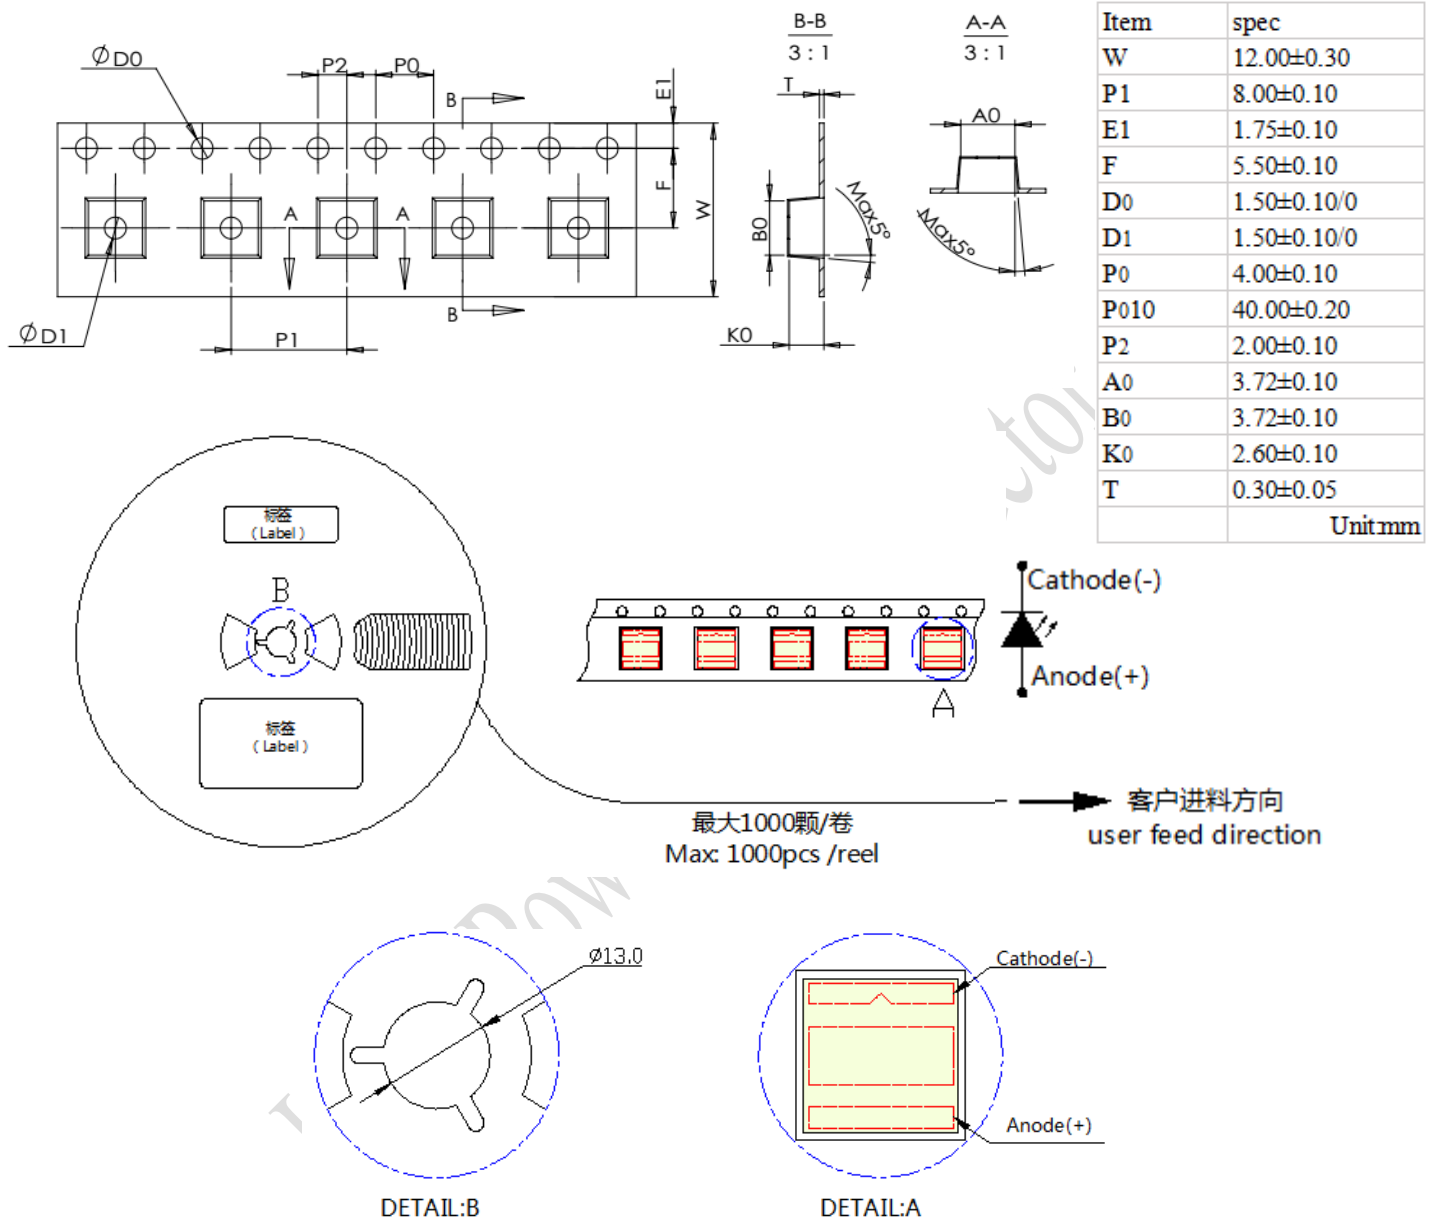 ΦD0
P2
P0
B
E1
F
W
A
A
B
ΦD1
P1
B-B
3 : 1
T
B0
Max5°
K0
A-A
3 : 1
A0
Max5°
Item spec
W 12.00±0.30
P1 8.00±0.10
E1 1.75±0.10
F 5.50±0.10
D0 1.50±0.10/0
D1 1.50±0.10/0
P0 4.00±0.10
P010 40.00±0.20
P2 2.00±0.10
A0 3.72±0.10
B0 3.72±0.10
K0 2.60±0.10
T 0.30±0.05
Unit:mm
标签
(Label)
B
标签
(Label)
A
Cathode(-)
Anode(+)
最大1000颗/卷
Max: 1000pcs /reel
客户进料方向
user feed direction
ø13.0
DETAIL:B
Cathode(-)
Anode(+)
DETAIL:A